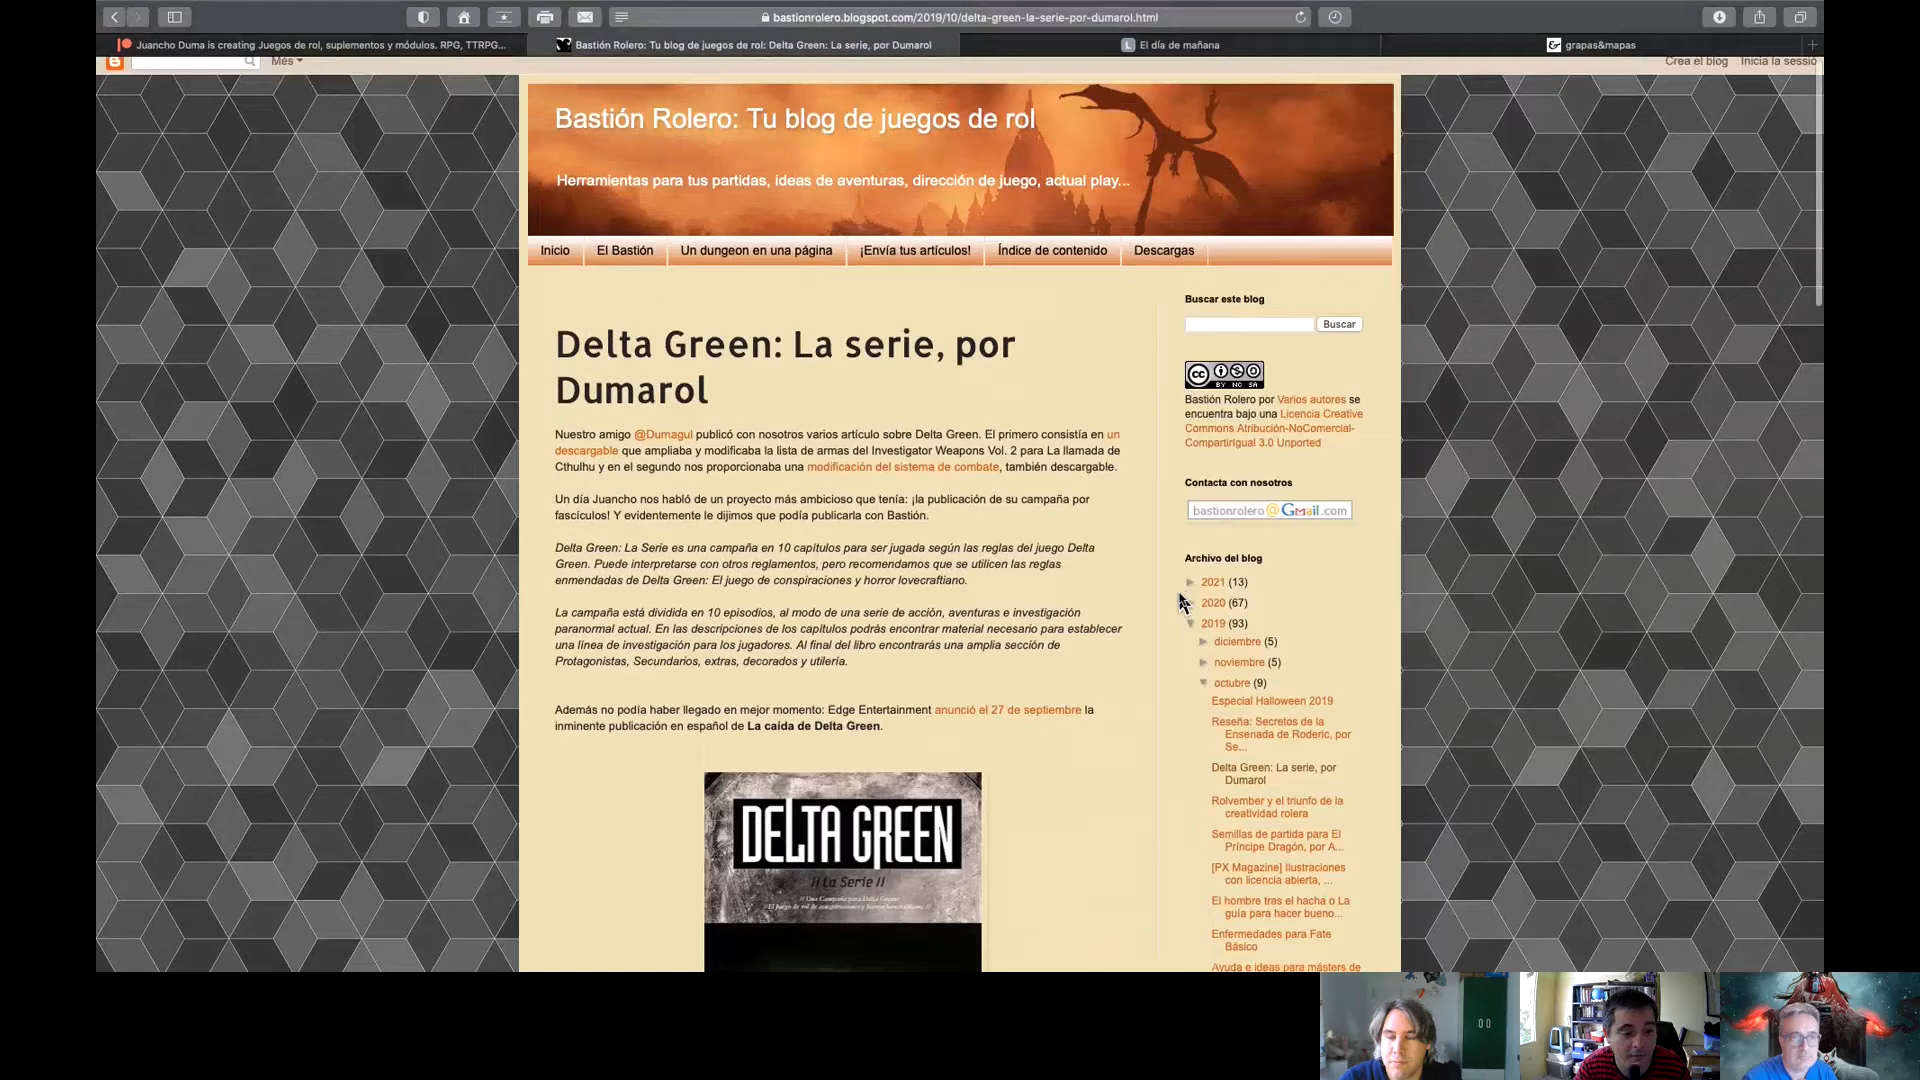 bastionrolero.blogspot.com/2019/10/delta-green-la-serie-por-dumarol.html
Juancho Duma is creating Juegos de rol, suplementos y módulos. RPG, TTRPG...
Bastión Rolero: Tu blog de juegos de rol: Delta Green: La serie, por Dumarol
L El día de mañana
grapas&mapas
Més
Crea el blog Inicia la sessió
Bastión Rolero: Tu blog de juegos de rol
Herramientas para tus partidas, ideas de aventuras, dirección de juego, actual play...
Inicio El Bastión Un dungeon en una página ¡Envía tus artículos! Índice de contenido Descargas
Delta Green: La serie, por
Dumarol
Nuestro amigo @Dumagul publicó con nosotros varios artículo sobre Delta Green. El primero consistía en un
descargable que ampliaba y modificaba la lista de armas del Investigator Weapons Vol. 2 para La llamada de
Cthulhu y en el segundo nos proporcionaba una modificación del sistema de combate, también descargable.
Un día Juancho nos habló de un proyecto más ambicioso que tenía: ¡la publicación de su campaña por
fascículos! Y evidentemente le dijimos que podía publicarla con Bastión.
Delta Green: La Serie es una campaña en 10 capítulos para ser jugada según las reglas del juego Delta
Green. Puede interpretarse con otros reglamentos, pero recomendamos que se utilicen las reglas
enmendadas de Delta Green: El juego de conspiraciones y horror lovecraftiano.
La campaña está dividida en 10 episodios, al modo de una serie de acción, aventuras e investigación
paranormal actual. En las descripciones de los capítulos podrás encontrar material necesario para establecer
una línea de investigación para los jugadores. Al final del libro encontrarás una amplia sección de
Protagonistas, Secundarios, extras, decorados y utilería.
Además no podía haber llegado en mejor momento: Edge Entertainment anunció el 27 de septiembre la
inminente publicación en español de La caída de Delta Green.
DELTA GREEN
// La Serie //
// Una Campaña para Delta Green:
El Juego de rol de conspiraciones y horror lovecraftiano //
Buscar este blog
Buscar
CC BY NC SA
Bastión Rolero por Varios autores se
encuentra bajo una Licencia Creative
Commons Atribución-NoComercial-
CompartirIgual 3.0 Unported
Contacta con nosotros
bastionrolero@Gmail.com
Archivo del blog
2021 (13)
2020 (67)
2019 (93)
diciembre (5)
noviembre (5)
octubre (9)
Especial Halloween 2019
Reseña: Secretos de la
Ensenada de Roderic, por
Se...
Delta Green: La serie, por
Dumarol
Rolvember y el triunfo de la
creatividad rolera
Semillas de partida para El
Príncipe Dragón, por A...
[PX Magazine] Ilustraciones
con licencia abierta, ...
El hombre tras el hacha o La
guía para hacer bueno...
Enfermedades para Fate
Básico
Ayuda e ideas para másters de